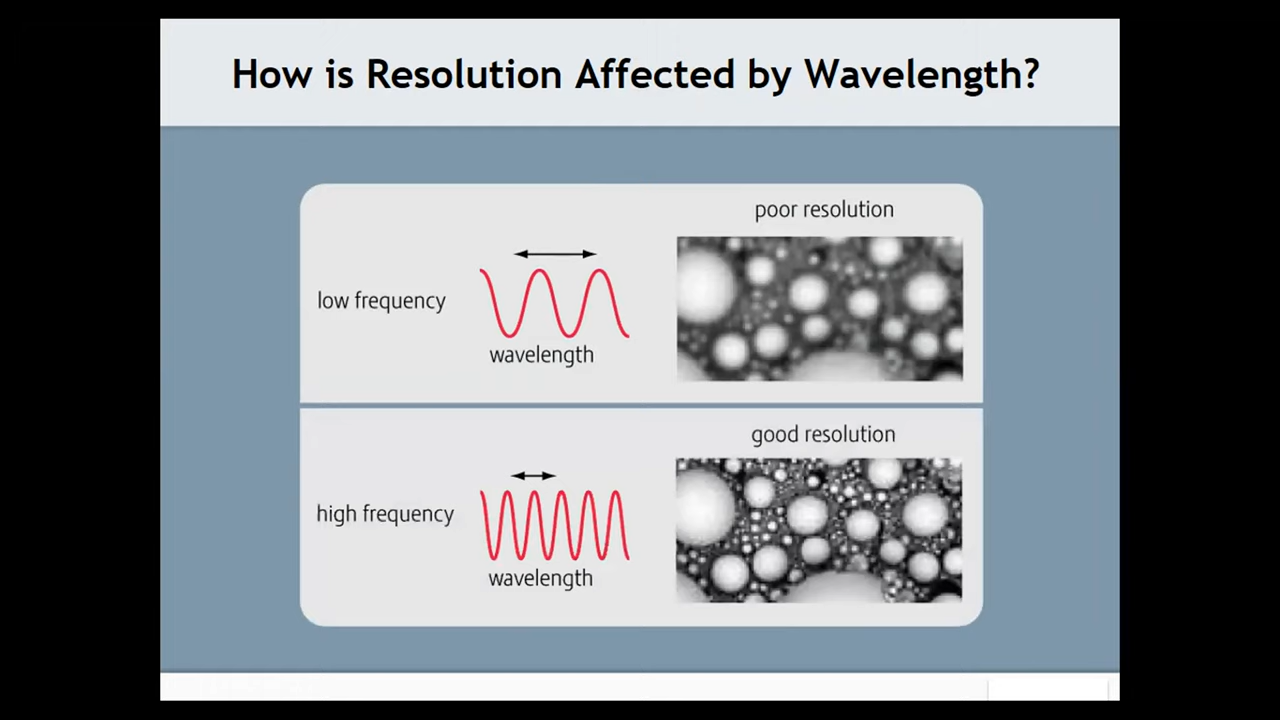 How is Resolution Affected by Wavelength?
poor resolution
low frequency
wavelength
good resolution
high frequency
wavelength